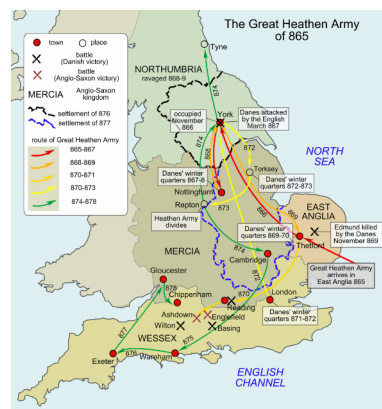 The Great Heathen Army
of 865
town
place
battle
(Danish victory)
battle
(Anglo-Saxon victory)
MERCIA Anglo-Saxon
kingdom
settlement of 876
settlement of 877
route of Great Heathen Army
865-867
868-869
870-871
870-873
874-878
Tyne
NORTHUMBRIA
ravaged 868-9
874
occupied
November
866
York
Danes attacked
by the English
March 867
NORTH
SEA
874
868
872
Torksey
Danes' winter
quarters 867-8
Danes' winter
quarters 872-873
Nottingham
Repton
873
866
869
EAST
ANGLIA
Heathen Army
divides
Danes' winter
quarters 869-70
Edmund killed by
the Danes
November 869
Thetford
MERCIA
874
Cambridge
Great Heathen Army
arrives in
East Anglia 865
Gloucester
878
Chippenham
870
870
London
Reading
Ashdown
Englefield
Danes' winter
quarters 871-872
Wilton
Basing
877
WESSEX
875
Exeter
876
Wareham
ENGLISH
CHANNEL